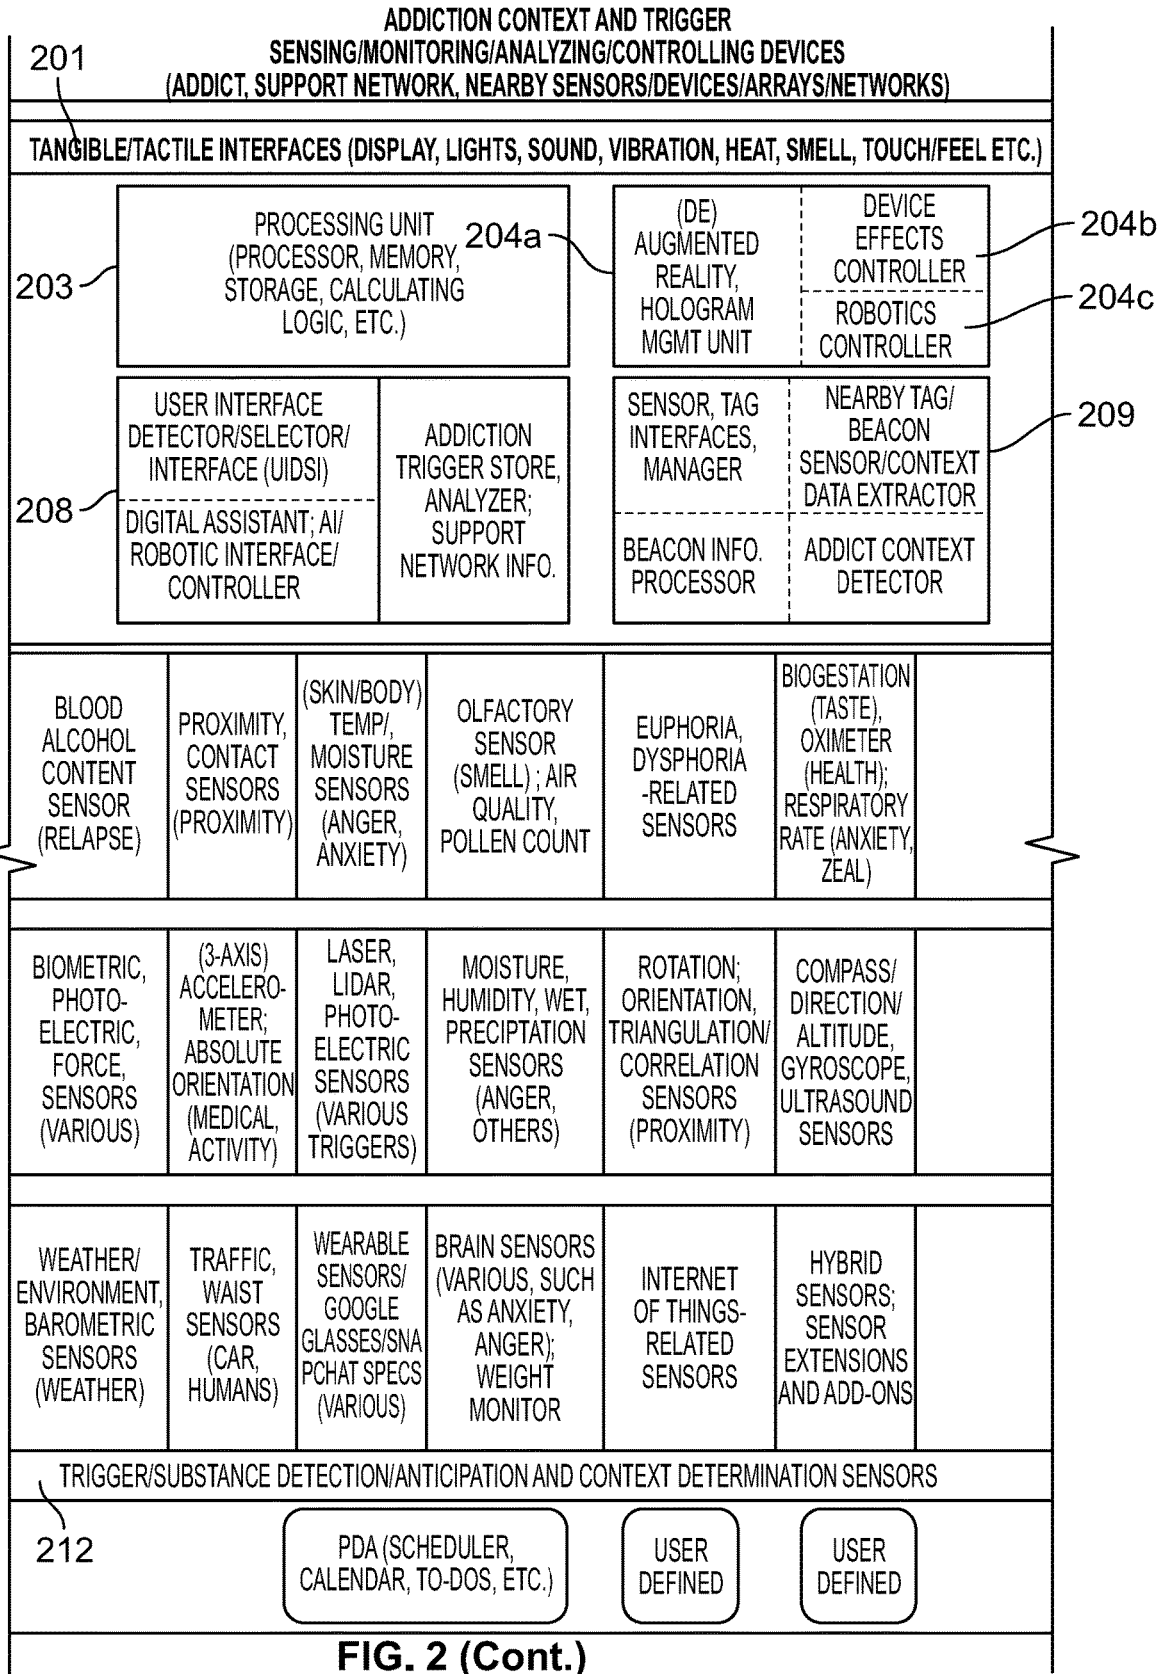 ADDICTION CONTEXT AND TRIGGER
SENSING/MONITORING/ANALYZING/CONTROLLING DEVICES
(ADDICT, SUPPORT NETWORK, NEARBY SENSORS/DEVICES/ARRAYS/NETWORKS)
201
TANGIBLE/TACTILE INTERFACES (DISPLAY, LIGHTS, SOUND, VIBRATION, HEAT, SMELL, TOUCH/FEEL ETC.)
PROCESSING UNIT
(PROCESSOR, MEMORY,
STORAGE, CALCULATING
LOGIC, ETC.)
203
204a
(DE)
AUGMENTED
REALITY,
HOLOGRAM
MGMT UNIT
DEVICE
EFFECTS
CONTROLLER
204b
ROBOTICS
CONTROLLER
204c
USER INTERFACE
DETECTOR/SELECTOR/
INTERFACE (UIDSI)
208
DIGITAL ASSISTANT; AI/
ROBOTIC INTERFACE/
CONTROLLER
ADDICTION
TRIGGER STORE,
ANALYZER;
SUPPORT
NETWORK INFO.
SENSOR, TAG
INTERFACES,
MANAGER
NEARBY TAG/
BEACON
SENSOR/CONTEXT
DATA EXTRACTOR
209
BEACON INFO.
PROCESSOR
ADDICT CONTEXT
DETECTOR
BLOOD
ALCOHOL
CONTENT
SENSOR
(RELAPSE)
PROXIMITY,
CONTACT
SENSORS
(PROXIMITY)
(SKIN/BODY)
TEMP/,
MOISTURE
SENSORS
(ANGER,
ANXIETY)
OLFACTORY
SENSOR
(SMELL) ; AIR
QUALITY,
POLLEN COUNT
EUPHORIA,
DYSPHORIA
-RELATED
SENSORS
BIOGESTATION
(TASTE),
OXIMETER
(HEALTH);
RESPIRATORY
RATE (ANXIETY,
ZEAL)
BIOMETRIC,
PHOTO-
ELECTRIC,
FORCE,
SENSORS
(VARIOUS)
(3-AXIS)
ACCELERO-
METER;
ABSOLUTE
ORIENTATION
(MEDICAL,
ACTIVITY)
LASER,
LIDAR,
PHOTO-
ELECTRIC
SENSORS
(VARIOUS
TRIGGERS)
MOISTURE,
HUMIDITY, WET,
PRECIPTATION
SENSORS
(ANGER,
OTHERS)
ROTATION;
ORIENTATION,
TRIANGULATION/
CORRELATION
SENSORS
(PROXIMITY)
COMPASS/
DIRECTION/
ALTITUDE,
GYROSCOPE,
ULTRASOUND
SENSORS
WEATHER/
ENVIRONMENT,
BAROMETRIC
SENSORS
(WEATHER)
TRAFFIC,
WAIST
SENSORS
(CAR,
HUMANS)
WEARABLE
SENSORS/
GOOGLE
GLASSES/SNA
PCHAT SPECS
(VARIOUS)
BRAIN SENSORS
(VARIOUS, SUCH
AS ANXIETY,
ANGER);
WEIGHT
MONITOR
INTERNET
OF THINGS-
RELATED
SENSORS
HYBRID
SENSORS;
SENSOR
EXTENSIONS
AND ADD-ONS
TRIGGER/SUBSTANCE DETECTION/ANTICIPATION AND CONTEXT DETERMINATION SENSORS
212
PDA (SCHEDULER,
CALENDAR, TO-DOS, ETC.)
USER
DEFINED
USER
DEFINED
FIG. 2 (Cont.)